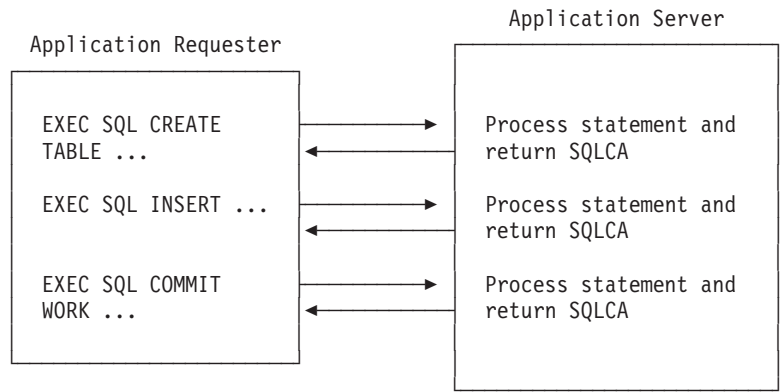 Application Server
Application Requester
EXEC SQL CREATE
TABLE ...
Process statement and
return SQLCA
EXEC SQL INSERT ...
Process statement and
return SQLCA
EXEC SQL COMMIT
WORK ...
Process statement and
return SQLCA